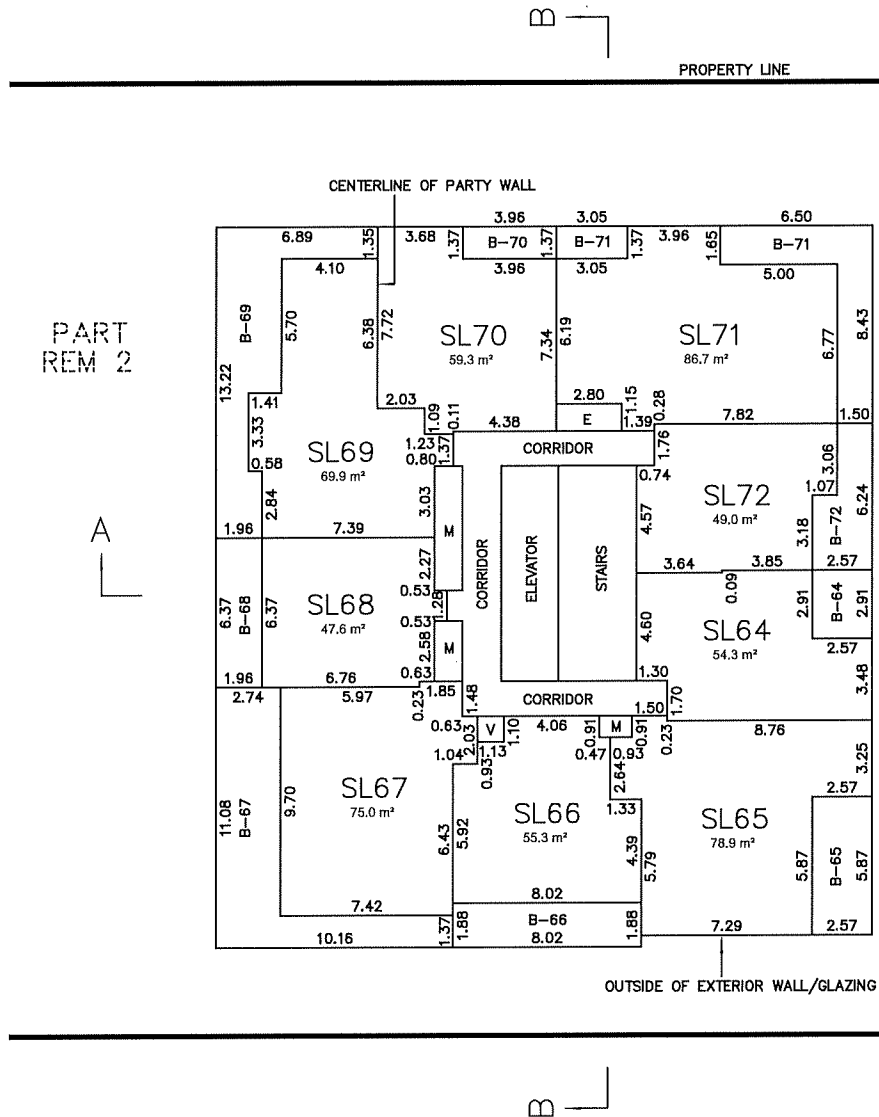 B
PROPERTY LINE
CENTERLINE OF PARTY WALL
3.96 3.05 6.50
6.89 1.35 3.68 1.37 B-70 1.37 B-71 1.37 3.96 1.65 B-71
4.10 3.96 3.05 5.00
B-69 5.70 6.38 7.72 SL70 7.34 6.19 SL71 6.77 8.43
59.3 m² 86.7 m²
PART
REM 2
13.22 1.41 2.03 2.80 1.15 0.28
1.09 0.11 4.38 E 1.39 7.82 1.50
3.33 SL69 1.23 1.37 CORRIDOR 1.76 3.06
69.9 m² 0.80 0.74 1.07
0.58 2.84 3.03 M SL72 3.18 B-72 6.24
49.0 m² 4.57
A
1.96 7.39 2.27 CORRIDOR ELEVATOR STAIRS 3.64 3.85 2.57
0.09
6.37 B-68 6.37 SL68 0.53 1.28 4.60 SL64 2.91 B-64 2.91
47.6 m² 0.53 54.3 m² 2.57
2.58 M
1.96 6.76 0.63 1.30 3.48
2.74 5.97 0.23 1.85 1.48 CORRIDOR 1.50 1.70
0.63 V 1.10 4.06 0.91 M 0.91 0.23 8.76
2.03 1.13 0.47 0.93 3.25
1.04 0.93 2.64 2.57
11.08 B-67 9.70 SL67 SL66 1.33 SL65
75.0 m² 55.3 m² 78.9 m²
6.43 5.92 4.39 5.79 5.87 B-65 5.87
7.42 8.02
1.37 1.88 B-66 1.88 7.29 2.57
10.16 8.02
OUTSIDE OF EXTERIOR WALL/GLAZING
B